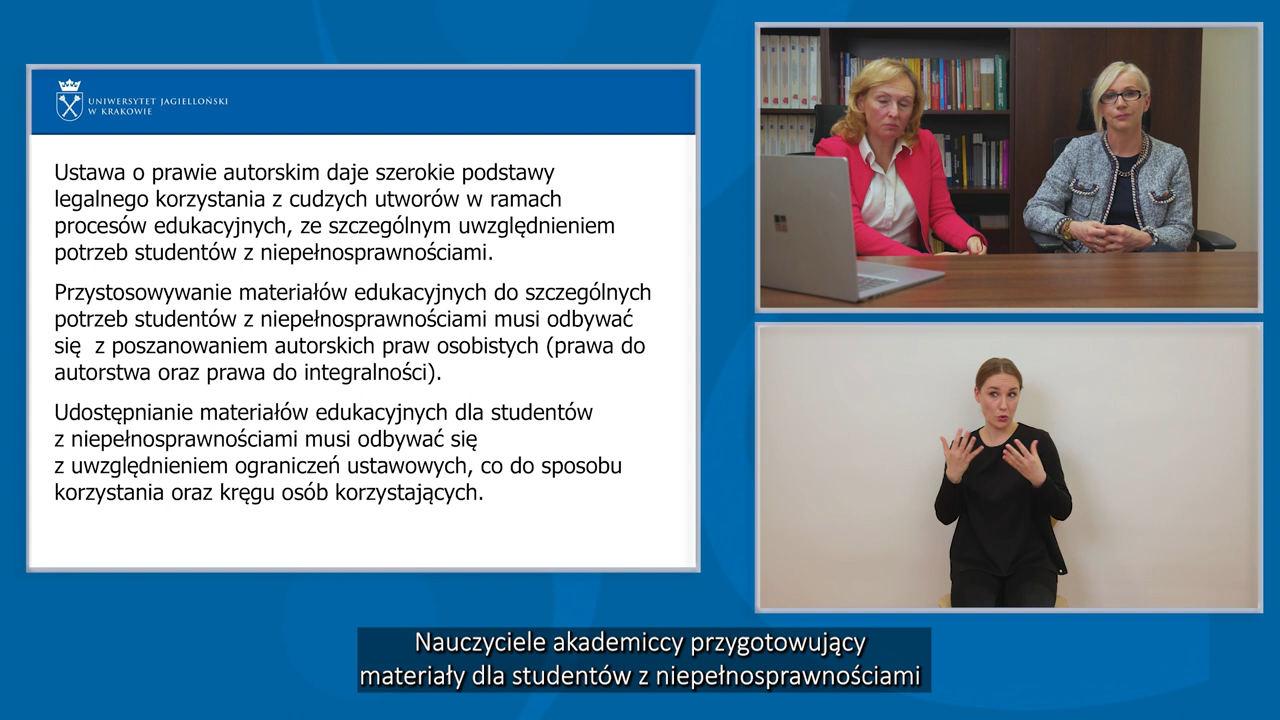 UNIWERSYTET JAGIELLOŃSKI
W KRAKOWIE
Ustawa o prawie autorskim daje szerokie podstawy
legalnego korzystania z cudzych utworów w ramach
procesów edukacyjnych, ze szczególnym uwzględnieniem
potrzeb studentów z niepełnosprawnościami.
Przystosowywanie materiałów edukacyjnych do szczególnych
potrzeb studentów z niepełnosprawnościami musi odbywać
się z poszanowaniem autorskich praw osobistych (prawa do
autorstwa oraz prawa do integralności).
Udostępnianie materiałów edukacyjnych dla studentów
z niepełnosprawnościami musi odbywać się
z uwzględnieniem ograniczeń ustawowych, co do sposobu
korzystania oraz kręgu osób korzystających.
Nauczyciele akademiccy przygotowujący
materiały dla studentów z niepełnosprawnościami